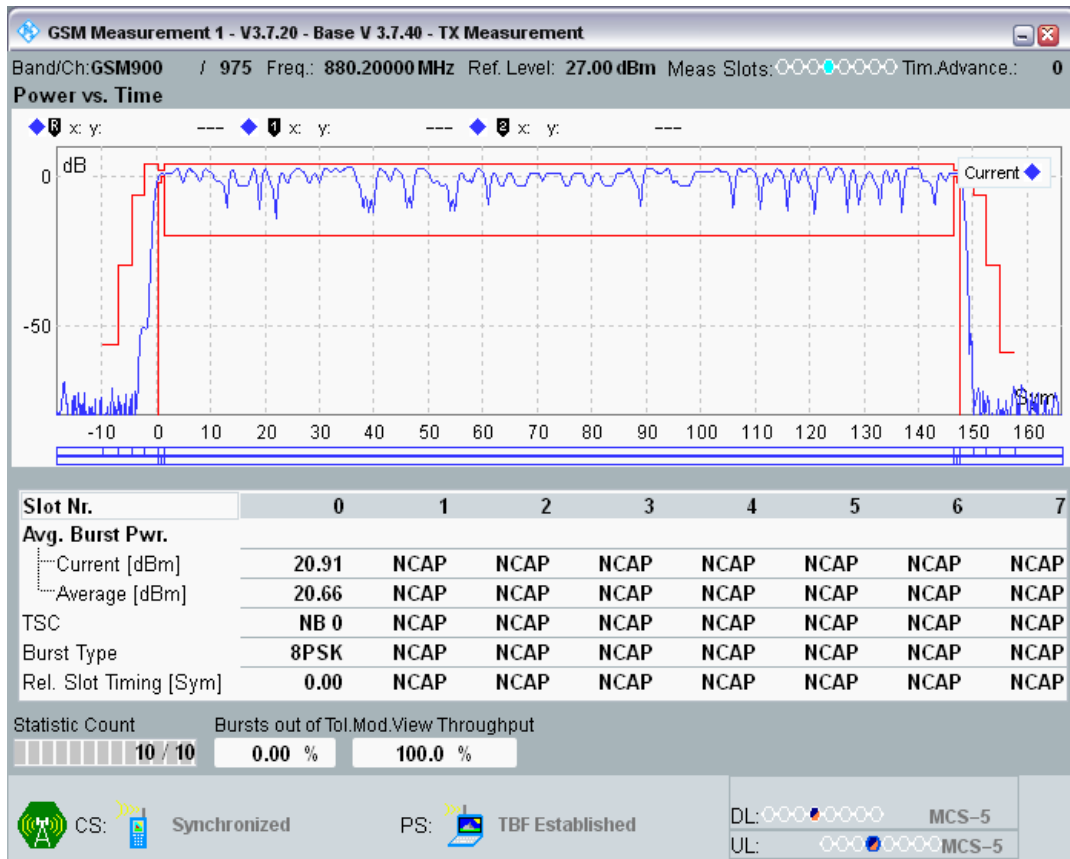 GSM Measurement 1 - V3.7.20 - Base V 3.7.40 - TX Measurement
Band/Ch:GSM900 / 975 Freq.: 880.20000 MHz Ref. Level: 27.00 dBm Meas Slots: Tim.Advance.: 0
Power vs. Time
R x: y: --- 1 x: y: --- 2 x: y: ---
dB
Current
0
-50
Sym
-10 0 10 20 30 40 50 60 70 80 90 100 110 120 130 140 150 160
Slot Nr. 0 1 2 3 4 5 6 7
Avg. Burst Pwr.
Current [dBm] 20.91 NCAP NCAP NCAP NCAP NCAP NCAP NCAP
Average [dBm] 20.66 NCAP NCAP NCAP NCAP NCAP NCAP NCAP
TSC NB 0 NCAP NCAP NCAP NCAP NCAP NCAP NCAP
Burst Type 8PSK NCAP NCAP NCAP NCAP NCAP NCAP NCAP
Rel. Slot Timing [Sym] 0.00 NCAP NCAP NCAP NCAP NCAP NCAP NCAP
Statistic Count Bursts out of Tol.Mod.View Throughput
10 / 10 0.00 % 100.0 %
CS: Synchronized PS: TBF Established
DL: MCS-5
UL: MCS-5